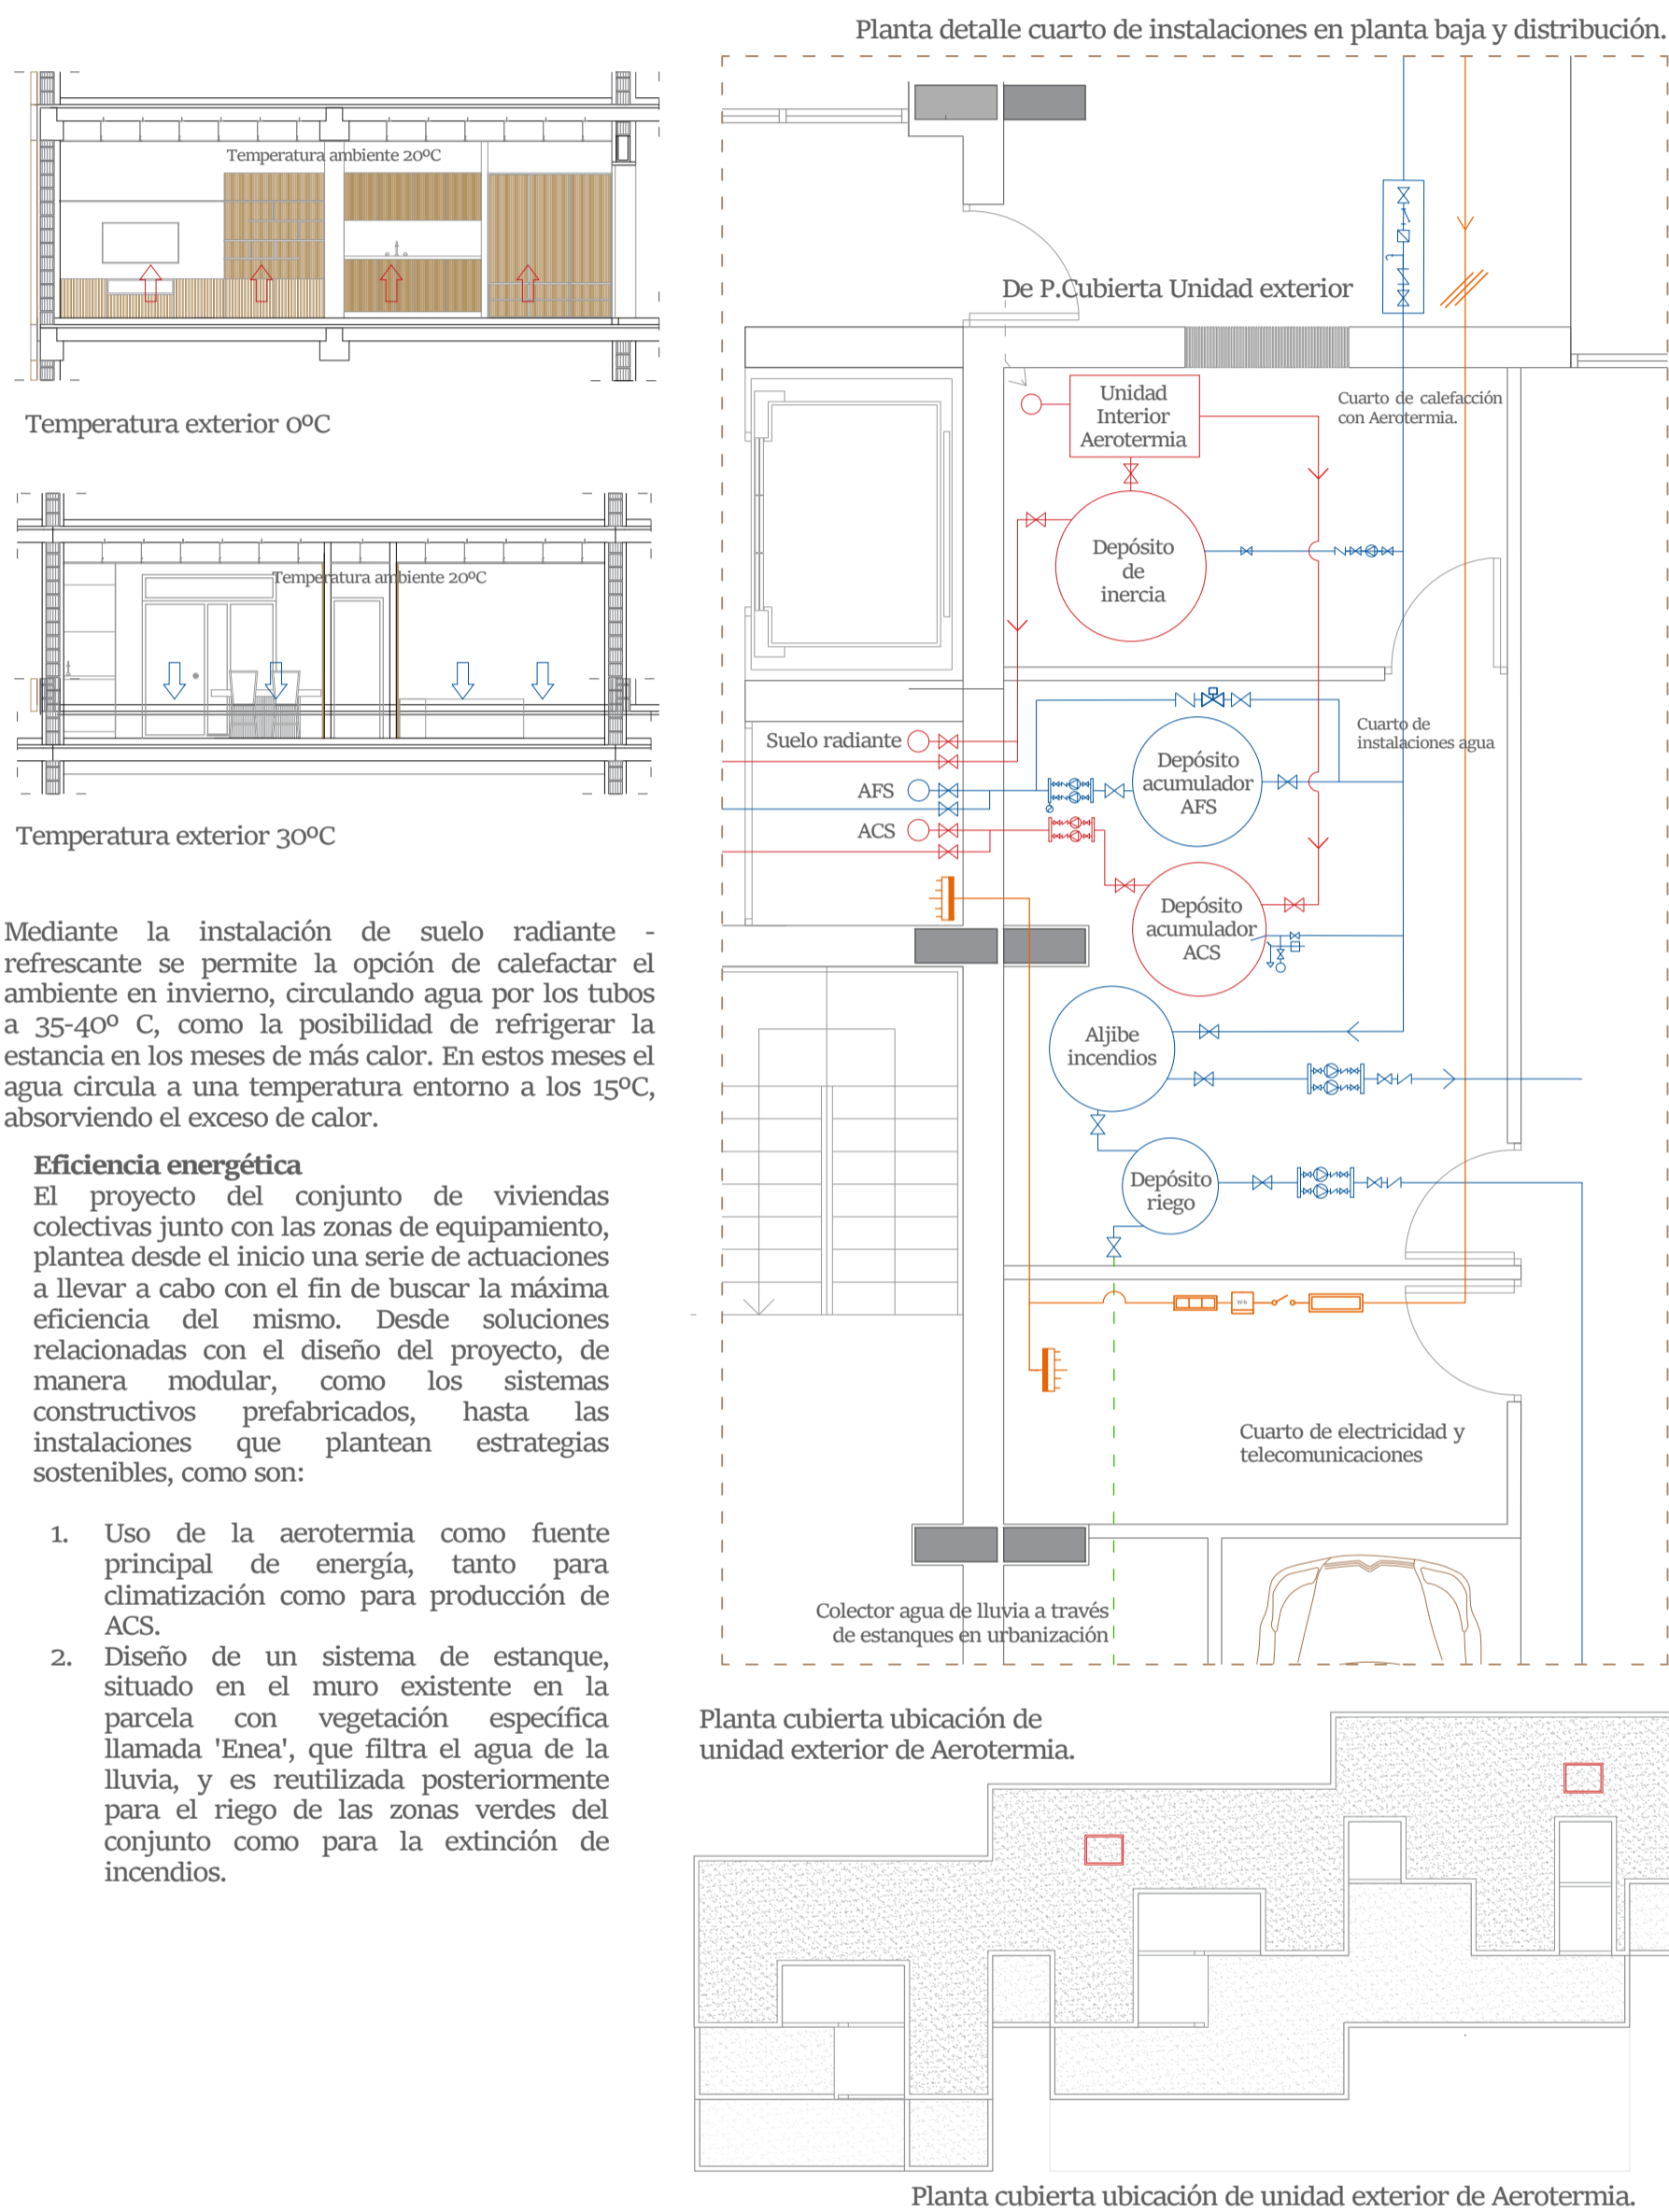 Planta detalle cuarto de instalaciones en planta baja y distribución.
Temperatura ambiente 20ºC
Temperatura exterior 0ºC
Temperatura ambiente 20ºC
Temperatura exterior 30ºC
Mediante la instalación de suelo radiante -
refrescante se permite la opción de calefactar el
ambiente en invierno, circulando agua por los tubos
a 35-40º C, como la posibilidad de refrigerar la
estancia en los meses de más calor. En estos meses el
agua circula a una temperatura entorno a los 15ºC,
absorviendo el exceso de calor.
Eficiencia energética
El proyecto del conjunto de viviendas
colectivas junto con las zonas de equipamiento,
plantea desde el inicio una serie de actuaciones
a llevar a cabo con el fin de buscar la máxima
eficiencia del mismo. Desde soluciones
relacionadas con el diseño del proyecto, de
manera modular, como los sistemas
constructivos prefabricados, hasta las
instalaciones que plantean estrategias
sostenibles, como son:
1. Uso de la aerotermia como fuente
principal de energía, tanto para
climatización como para producción de
ACS.
2. Diseño de un sistema de estanque,
situado en el muro existente en la
parcela con vegetación específica
llamada 'Enea', que filtra el agua de la
lluvia, y es reutilizada posteriormente
para el riego de las zonas verdes del
conjunto como para la extinción de
incendios.
De P.Cubierta Unidad exterior
Unidad
Interior
Aerotermia
Cuarto de calefacción
con Aerotermia.
Depósito
de
inercia
Cuarto de
instalaciones agua
Suelo radiante
AFS
ACS
Depósito
acumulador
AFS
Depósito
acumulador
ACS
Aljibe
incendios
Depósito
riego
Wh
Cuarto de electricidad y
telecomunicaciones
Colector agua de lluvia a través
de estanques en urbanización
Planta cubierta ubicación de
unidad exterior de Aerotermia.
Planta cubierta ubicación de unidad exterior de Aerotermia.